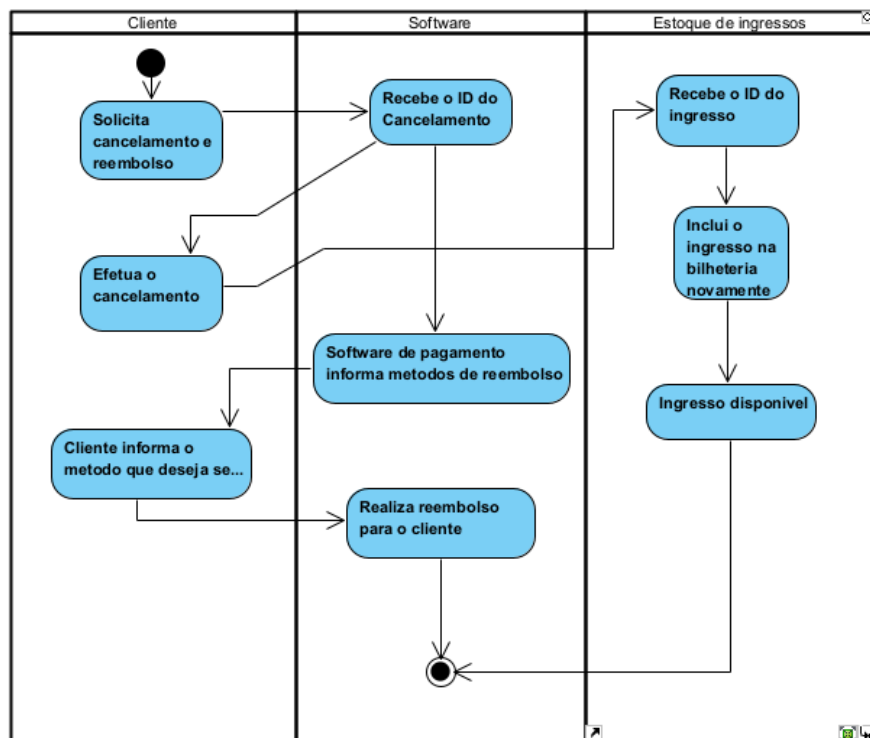 Cliente
Software
Estoque de ingressos
Solicita
cancelamento e
reembolso
Recebe o ID do
Cancelamento
Recebe o ID do
ingresso
Inclui o
ingresso na
bilheteria
novamente
Efetua o
cancelamento
Software de pagamento
informa metodos de reembolso
Ingresso disponivel
Cliente informa o
metodo que deseja se...
Realiza reembolso
para o cliente